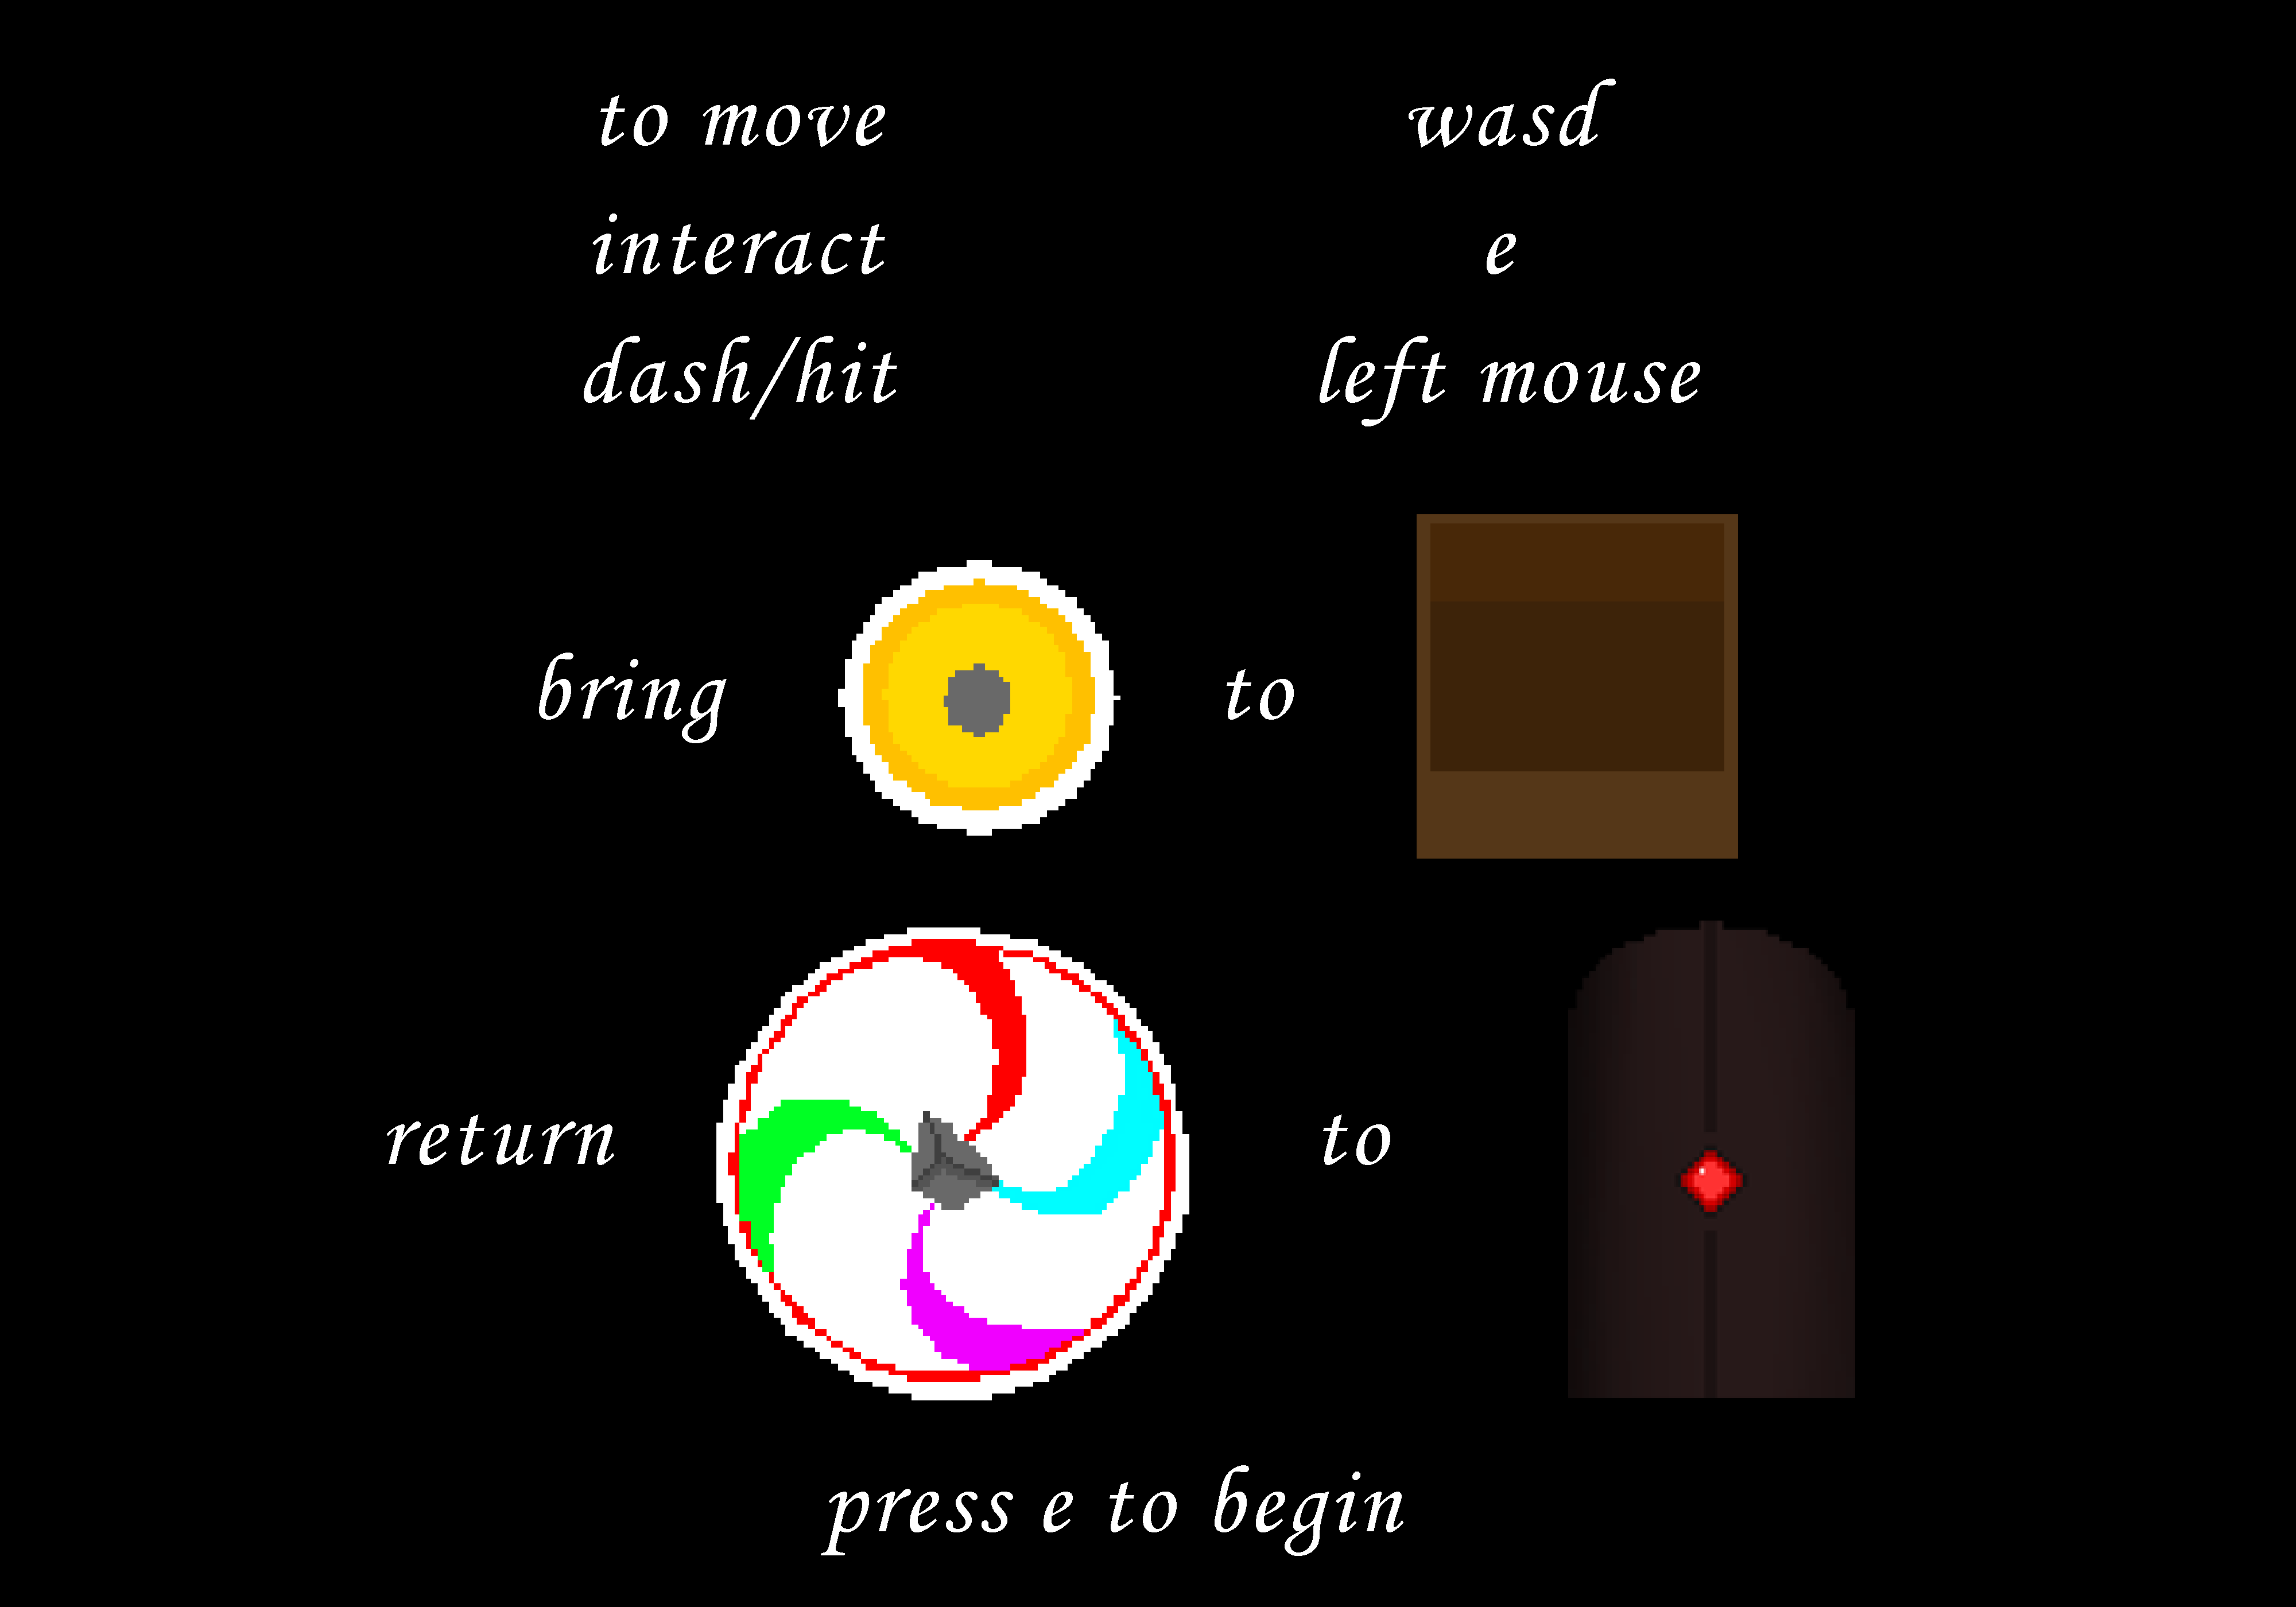 to move wasd
interact e
dash/hit left mouse
bring to
return to
press e to begin